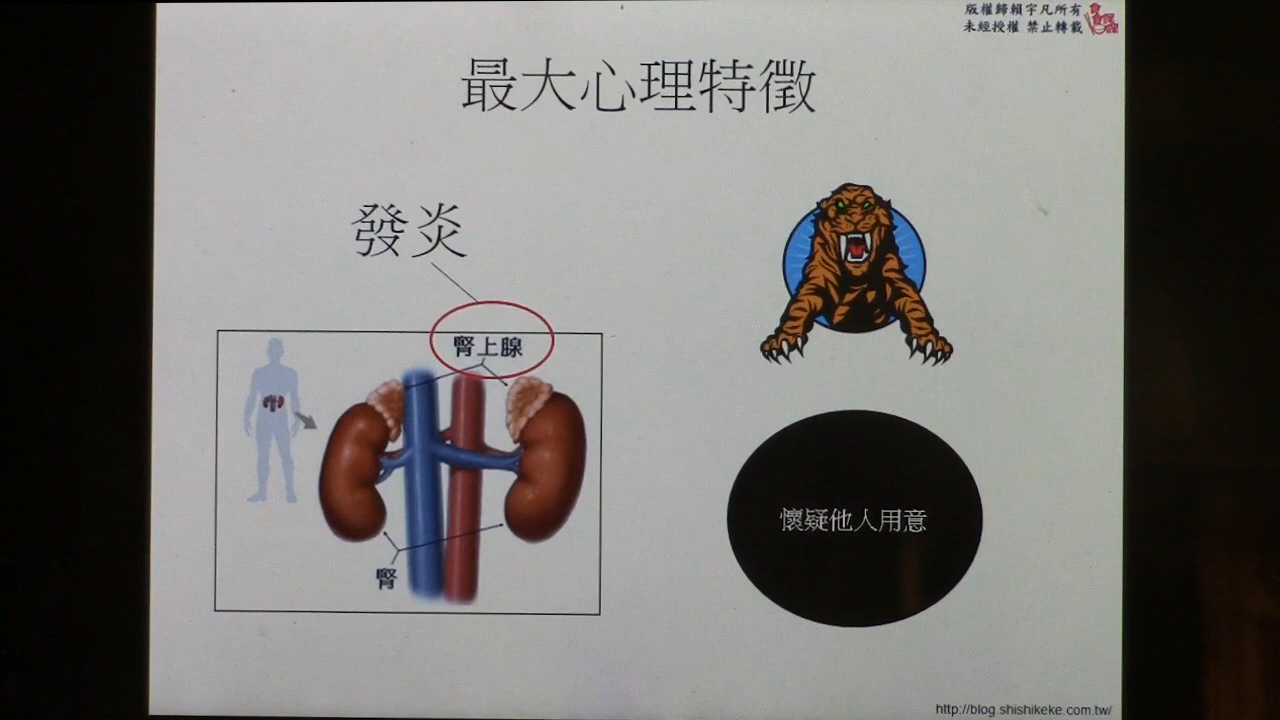 版權歸賴宇凡所有
未經授權 禁止轉載
最大心理特徵
發炎
腎上腺
腎
懷疑他人用意
http://blog.shishikeke.com.tw/